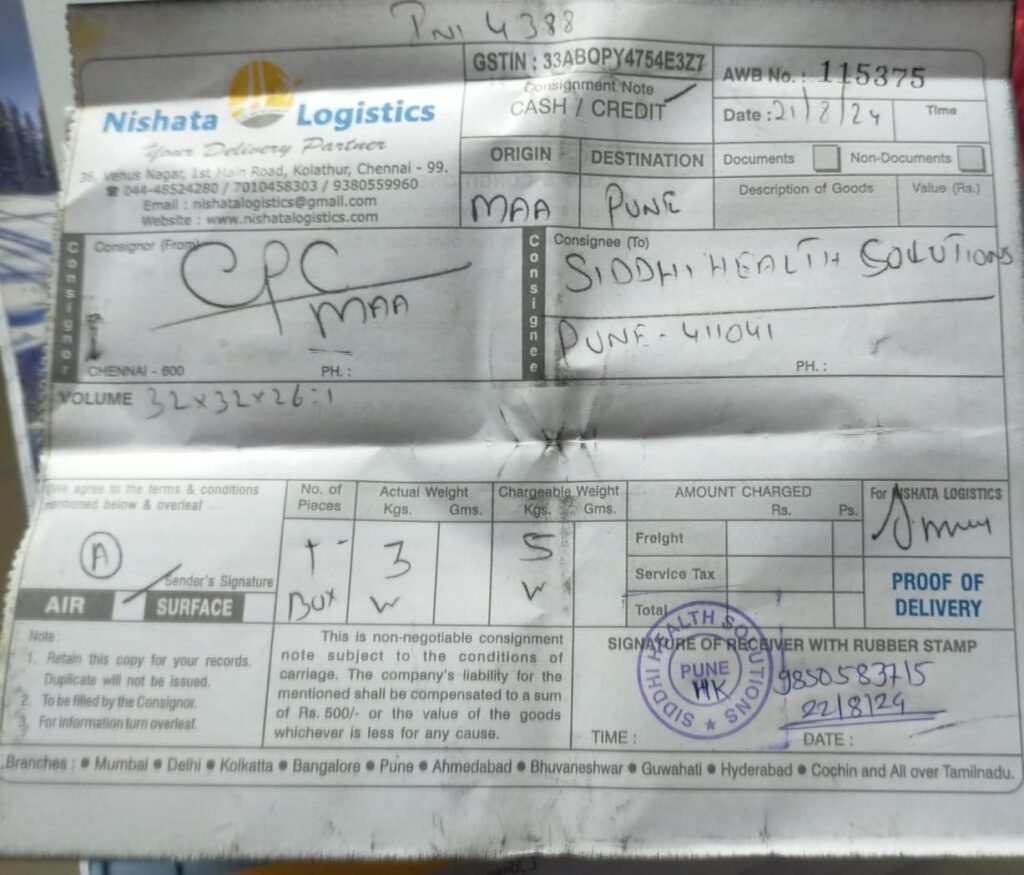 PNI 4388
Nishata Logistics
Your Delivery Partner
36, Venus Nagar, 1st Main Road, Kolathur, Chennai - 99.
☎ 044-48524280 / 7010458303 / 9380559960
Email : nishatalogistics@gmail.com
Website : www.nishatalogistics.com
GSTIN : 33ABOPY4754E3Z7
Consignment Note
CASH / CREDIT
AWB No. : 115375
Date : 21/8/24 Time
ORIGIN DESTINATION
MAA PUNE
Documents Non-Documents
Description of Goods Value (Rs.)
Consignor
Consignor (From)
CPC
MAA
CHENNAI - 600 PH. :
Consignee
Consignee (To)
SIDDHI HEALTH SOLUTIONS
PUNE - 411041
PH. :
VOLUME 32x32x26:1
We agree to the terms & conditions
mentioned below & overleaf
A
Sender's Signature
AIR SURFACE
No. of Pieces
1
BOX
Actual Weight
Kgs. Gms.
3
W
Chargeable Weight
Kgs. Gms.
5
W
AMOUNT CHARGED
Rs. Ps.
Freight
Service Tax
Total
For NISHATA LOGISTICS
PROOF OF
DELIVERY
Note :
1. Retain this copy for your records.
Duplicate will not be issued.
2. To be filled by the Consignor.
3. For information turn overleaf.
This is non-negotiable consignment
note subject to the conditions of
carriage. The company's liability for the
mentioned shall be compensated to a sum
of Rs. 500/- or the value of the goods
whichever is less for any cause.
SIGNATURE OF RECEIVER WITH RUBBER STAMP
SIDDHI HEALTH SOLUTIONS ★
PUNE
9850583715
22/8/24
TIME : DATE :
Branches : ● Mumbai ● Delhi ● Kolkatta ● Bangalore ● Pune ● Ahmedabad ● Bhuvaneshwar ● Guwahati ● Hyderabad ● Cochin and All over Tamilnadu.